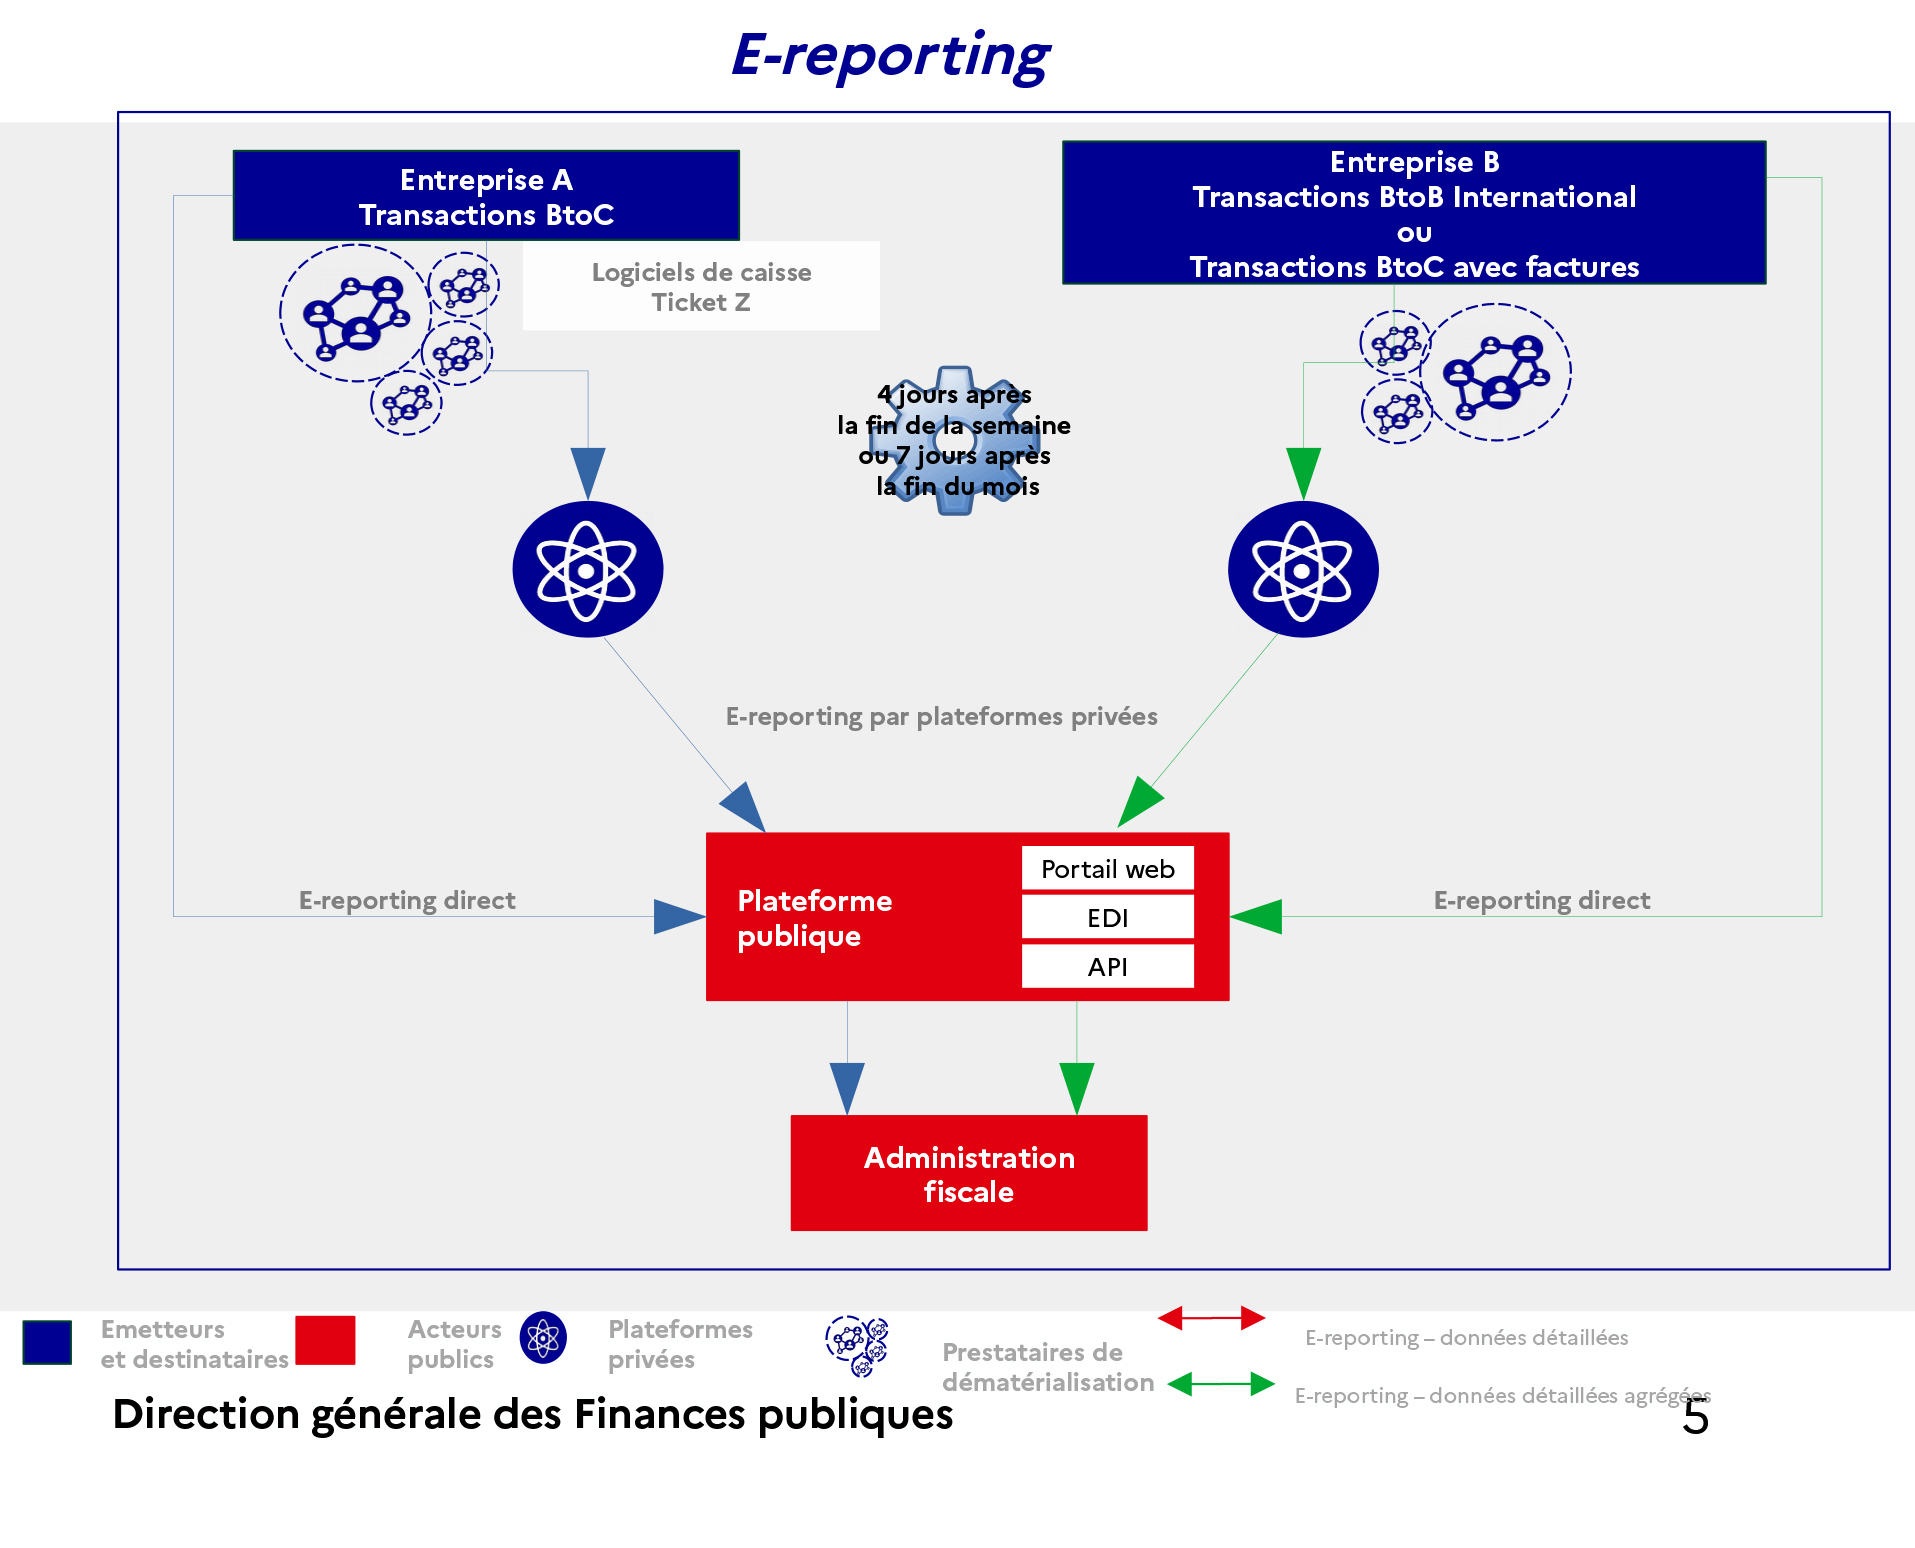 E-reporting
Entreprise A
Transactions BtoC
Entreprise B
Transactions BtoB International
ou
Transactions BtoC avec factures
Logiciels de caisse
Ticket Z
4 jours après
la fin de la semaine
ou 7 jours après
la fin du mois
E-reporting par plateformes privées
E-reporting direct
Plateforme
publique
Portail web
EDI
API
E-reporting direct
Administration
fiscale
Emetteurs
et destinataires
Acteurs
publics
Plateformes
privées
Prestataires de
dématérialisation
E-reporting – données détaillées
E-reporting – données détaillées agrégées
Direction générale des Finances publiques
5